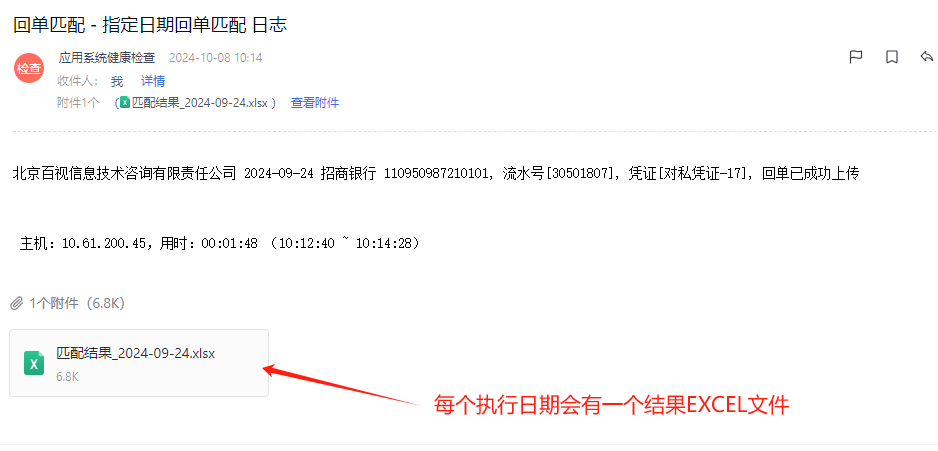 回单匹配 - 指定日期回单匹配 日志
检查
应用系统健康检查 2024-10-08 10:14
收件人： 我 详情
附件1个 （匹配结果_2024-09-24.xlsx ） 查看附件
北京百视信息技术咨询有限责任公司 2024-09-24 招商银行 110950987210101, 流水号[30501807], 凭证[对私凭证-17], 回单已成功上传
主机：10.61.200.45，用时：00:01:48 （10:12:40 ~ 10:14:28）
1个附件（6.8K）
匹配结果_2024-09-24.xlsx
6.8K
每个执行日期会有一个结果EXCEL文件